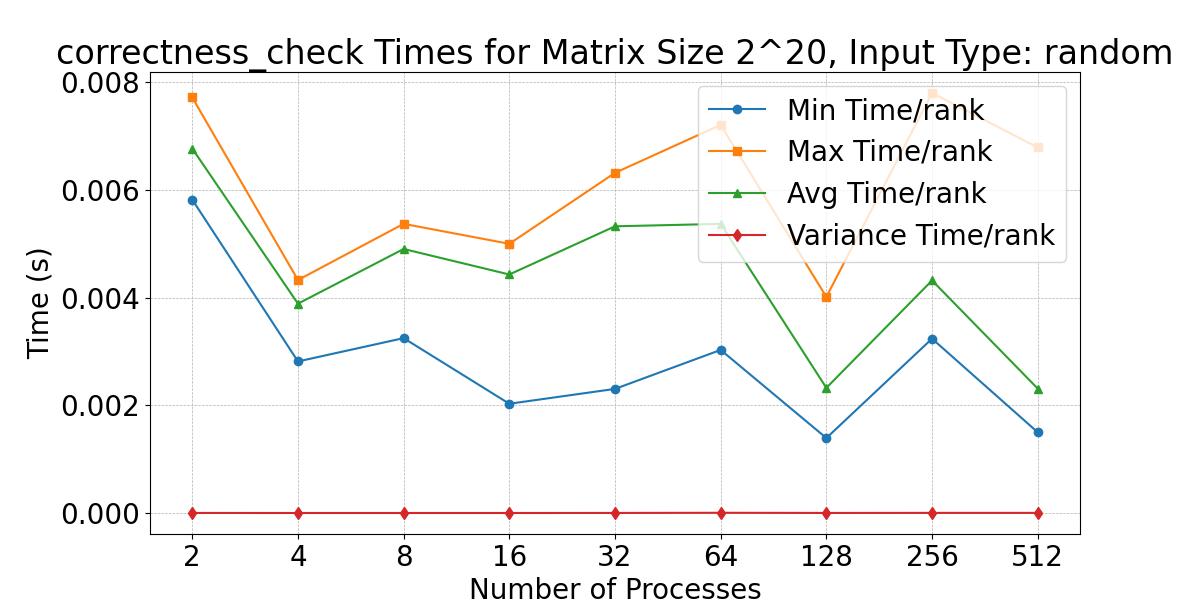 correctness_check Times for Matrix Size 2^20, Input Type: random
0.008
0.006
0.004
0.002
0.000
Time (s)
Min Time/rank
Max Time/rank
Avg Time/rank
Variance Time/rank
2 4 8 16 32 64 128 256 512
Number of Processes